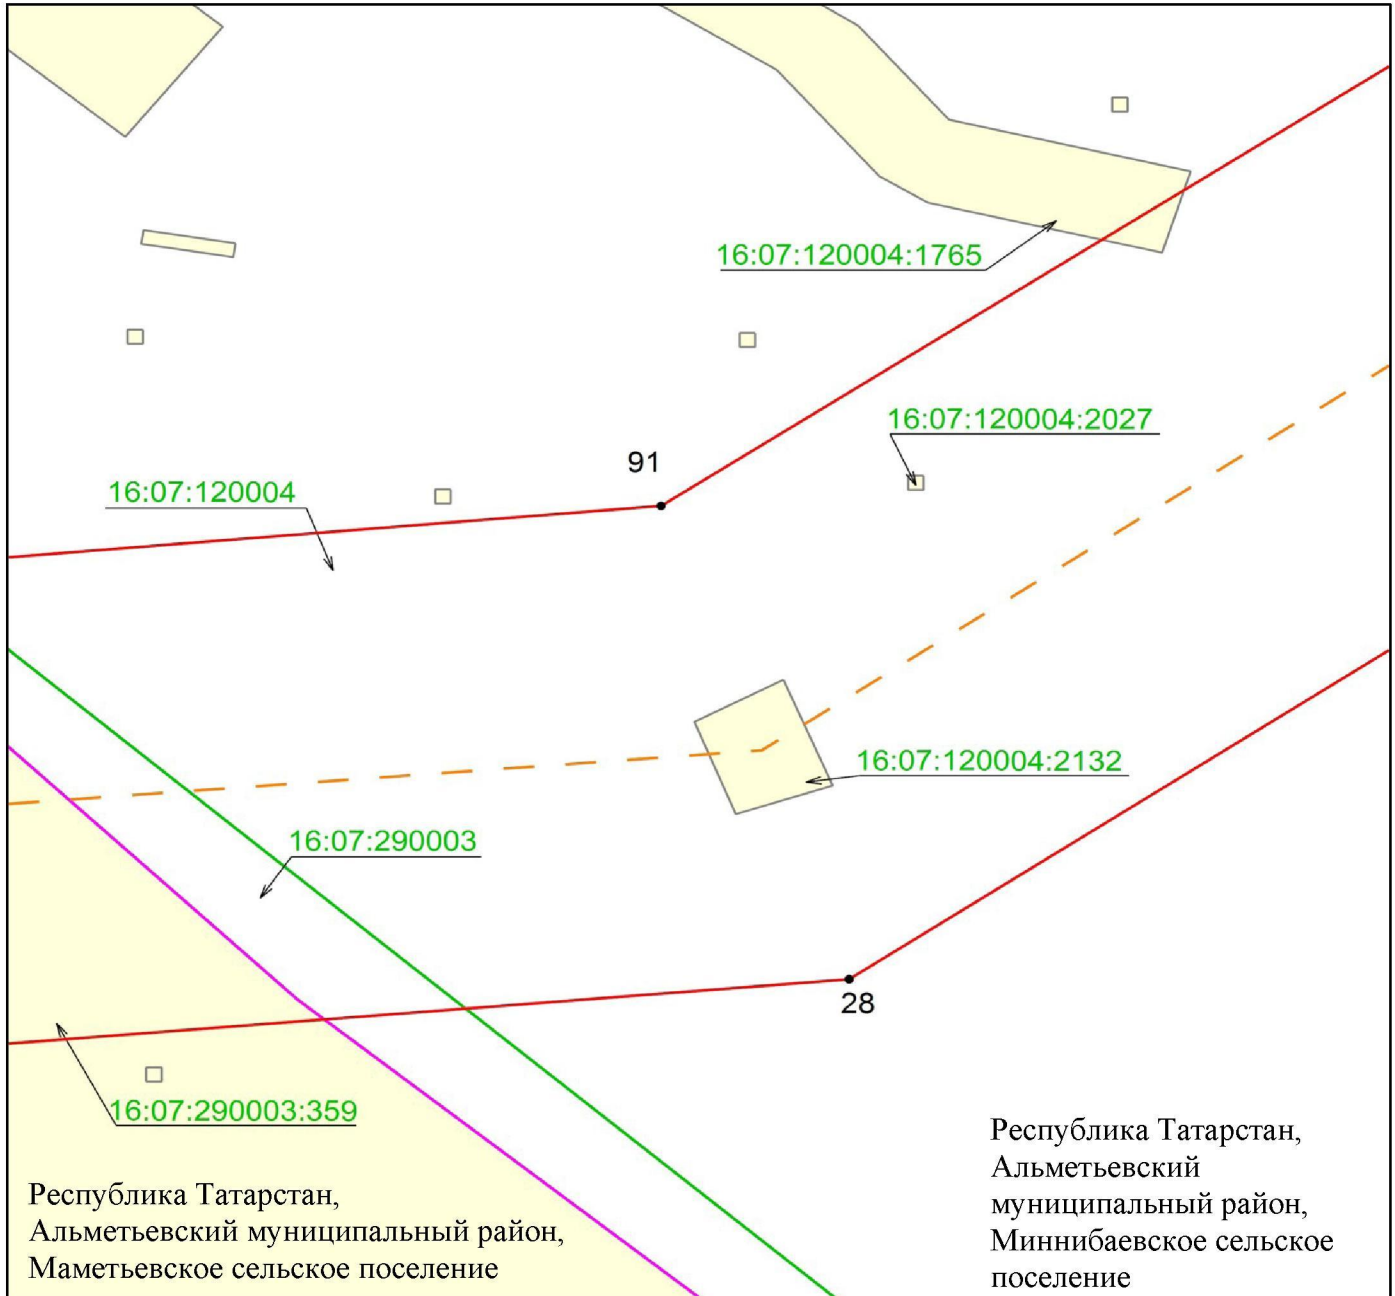 16:07:120004:1765
16:07:120004:2027
91
16:07:120004
16:07:120004:2132
16:07:290003
28
16:07:290003:359
Республика Татарстан,
Альметьевский муниципальный район,
Маметьевское сельское поселение
Республика Татарстан,
Альметьевский
муниципальный район,
Миннибаевское сельское
поселение